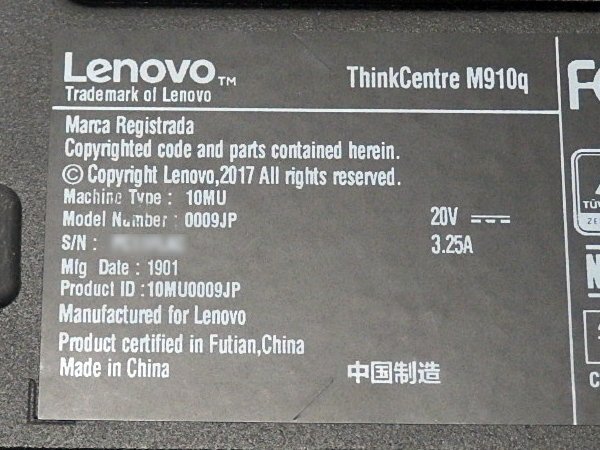 Lenovo™
ThinkCentre M910q
Trademark of Lenovo
Marca Registrada
Copyrighted code and parts contained herein.
© Copyright Lenovo,2017 All rights reserved.
Machine Type : 10MU
Model Number : 0009JP
20V
S/N :
3.25A
Mfg Date : 1901
Product ID :10MU0009JP
Manufactured for Lenovo
Product certified in Futian,China
Made in China
中国制造
TÜV